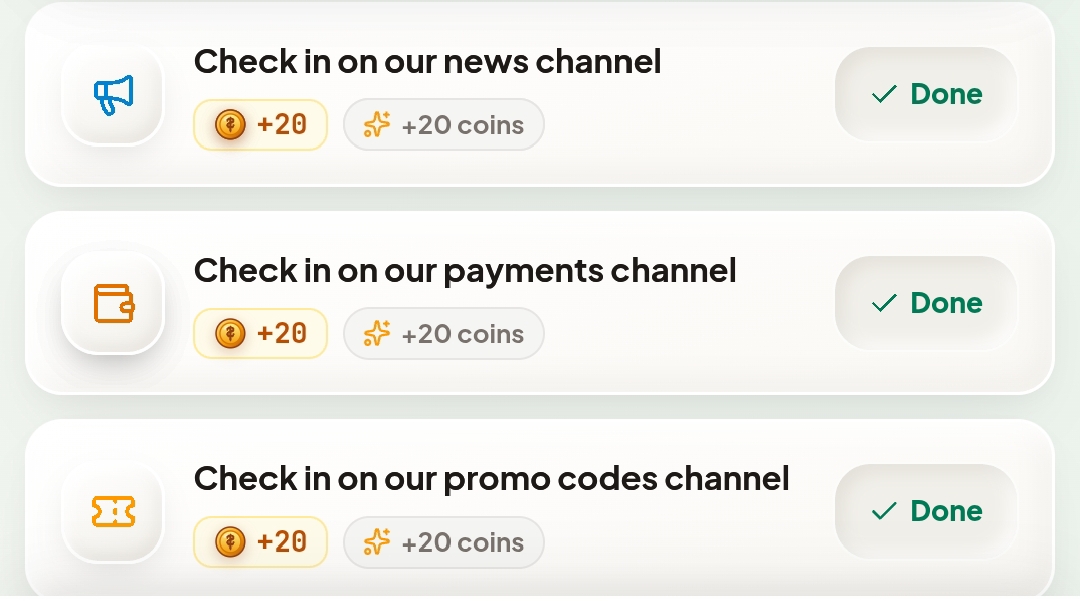 Check in on our news channel
+20
+20 coins
Done
Check in on our payments channel
+20
+20 coins
Done
Check in on our promo codes channel
+20
+20 coins
Done